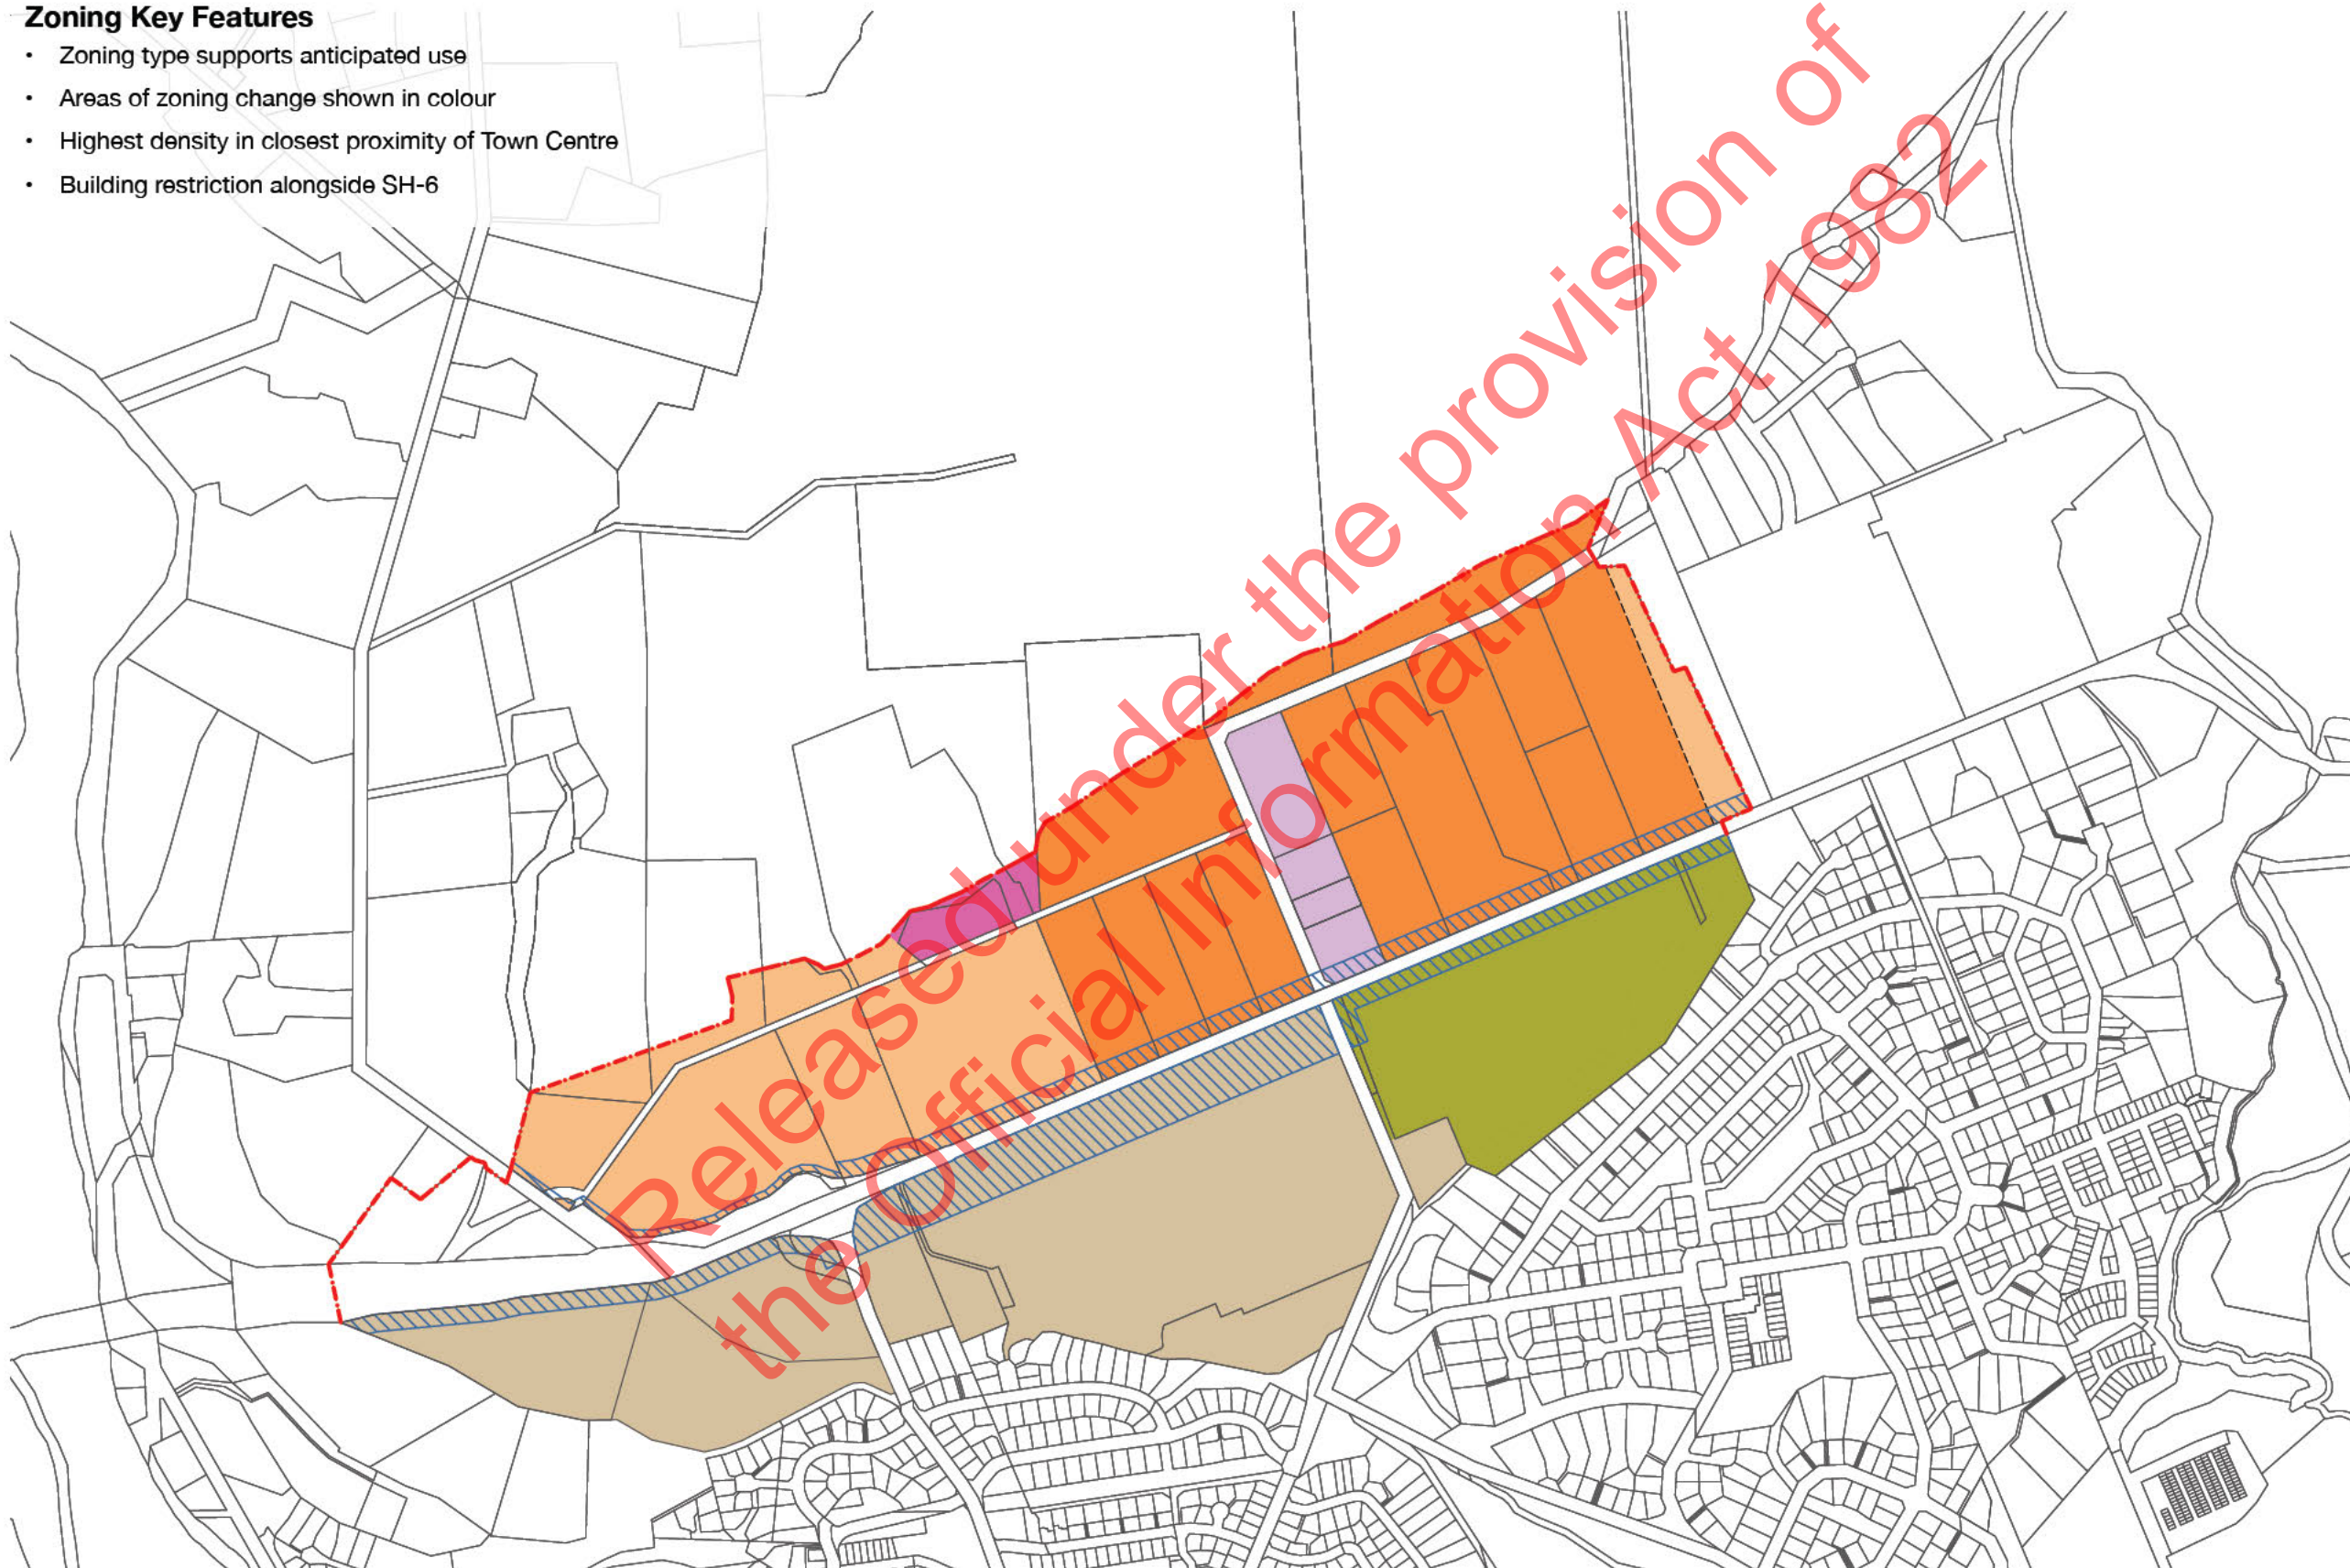 Zoning Key Features
• Zoning type supports anticipated use
• Areas of zoning change shown in colour
• Highest density in closest proximity of Town Centre
• Building restriction alongside SH-6
Released under the provision of
the Official Information Act 1982